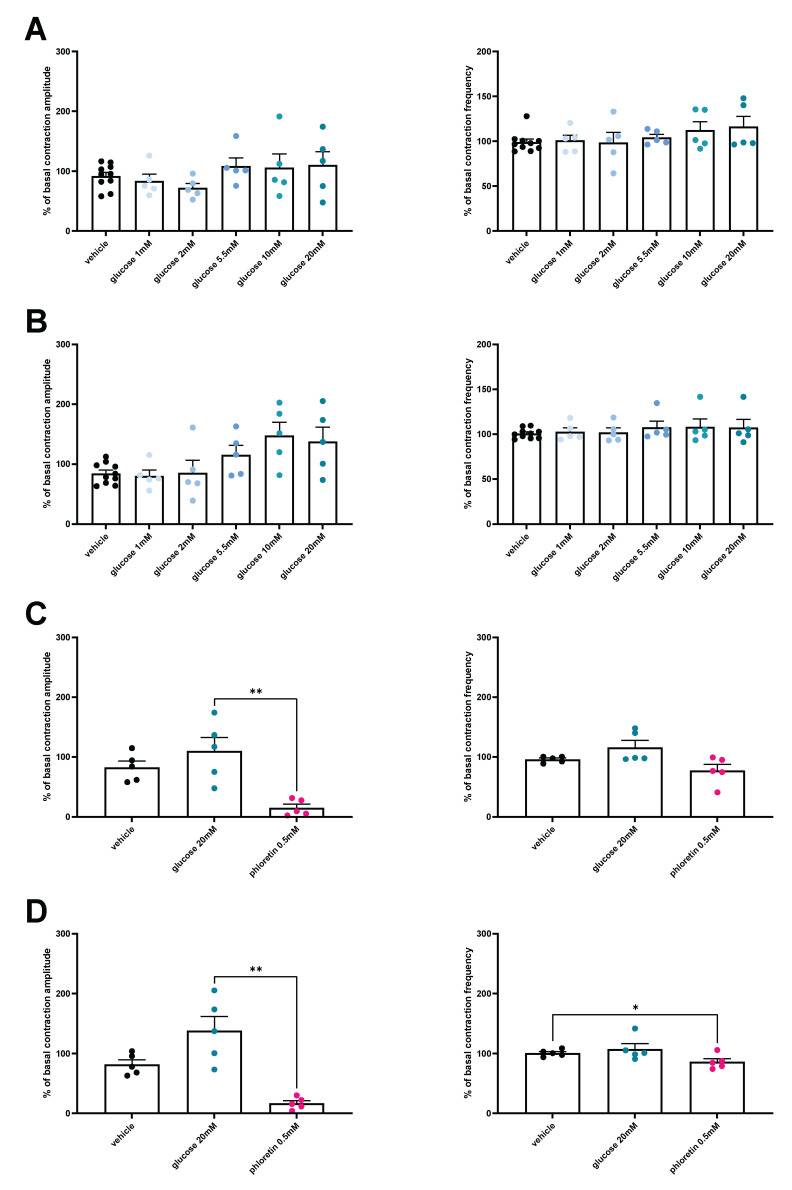 A
% of basal contraction amplitude
300
200
100
0
vehicle
glucose 1mM
glucose 2mM
glucose 5.5mM
glucose 10mM
glucose 20mM
% of basal contraction frequency
200
150
100
50
0
vehicle
glucose 1mM
glucose 2mM
glucose 5.5mM
glucose 10mM
glucose 20mM
B
% of basal contraction amplitude
300
200
100
0
vehicle
glucose 1mM
glucose 2mM
glucose 5.5mM
glucose 10mM
glucose 20mM
% of basal contraction frequency
200
150
100
50
0
vehicle
glucose 1mM
glucose 2mM
glucose 5.5mM
glucose 10mM
glucose 20mM
C
% of basal contraction amplitude
300
200
100
0
**
vehicle
glucose 20mM
phloretin 0.5mM
% of basal contraction frequency
300
200
100
0
vehicle
glucose 20mM
phloretin 0.5mM
D
% of basal contraction amplitude
300
200
100
0
**
vehicle
glucose 20mM
phloretin 0.5mM
% of basal contraction frequency
300
200
100
0
*
vehicle
glucose 20mM
phloretin 0.5mM